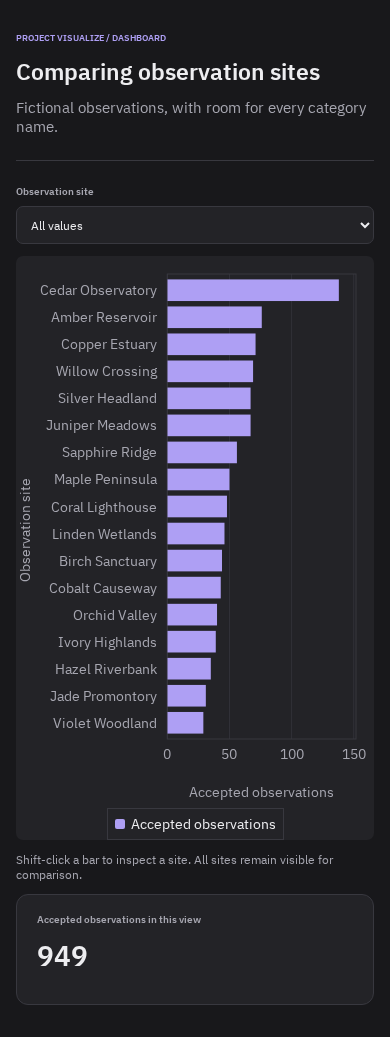 PROJECT VISUALIZE / DASHBOARD
Comparing observation sites
Fictional observations, with room for every category
name.
Observation site
All values
Cedar Observatory
Amber Reservoir
Copper Estuary
Willow Crossing
Silver Headland
Juniper Meadows
Sapphire Ridge
Maple Peninsula
Coral Lighthouse
Linden Wetlands
Birch Sanctuary
Cobalt Causeway
Orchid Valley
Ivory Highlands
Hazel Riverbank
Jade Promontory
Violet Woodland
Observation site
0 50 100 150
Accepted observations
Accepted observations
Shift-click a bar to inspect a site. All sites remain visible for
comparison.
Accepted observations in this view
949